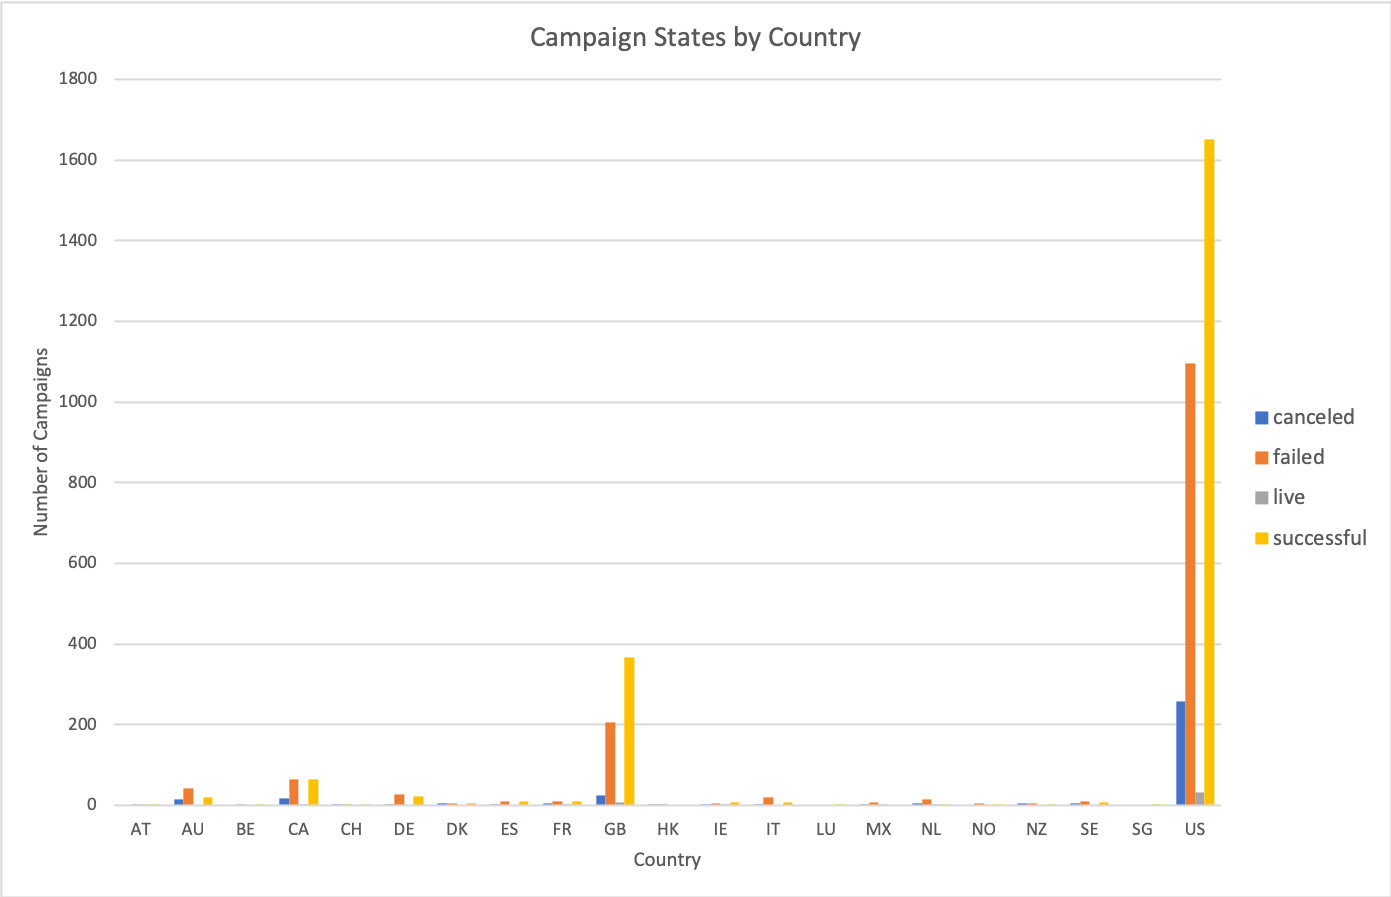 Campaign States by Country
1800
1600
1400
1200
1000
800
600
400
200
0
Number of Campaigns
AT AU BE CA CH DE DK ES FR GB HK IE IT LU MX NL NO NZ SE SG US
Country
canceled
failed
live
successful